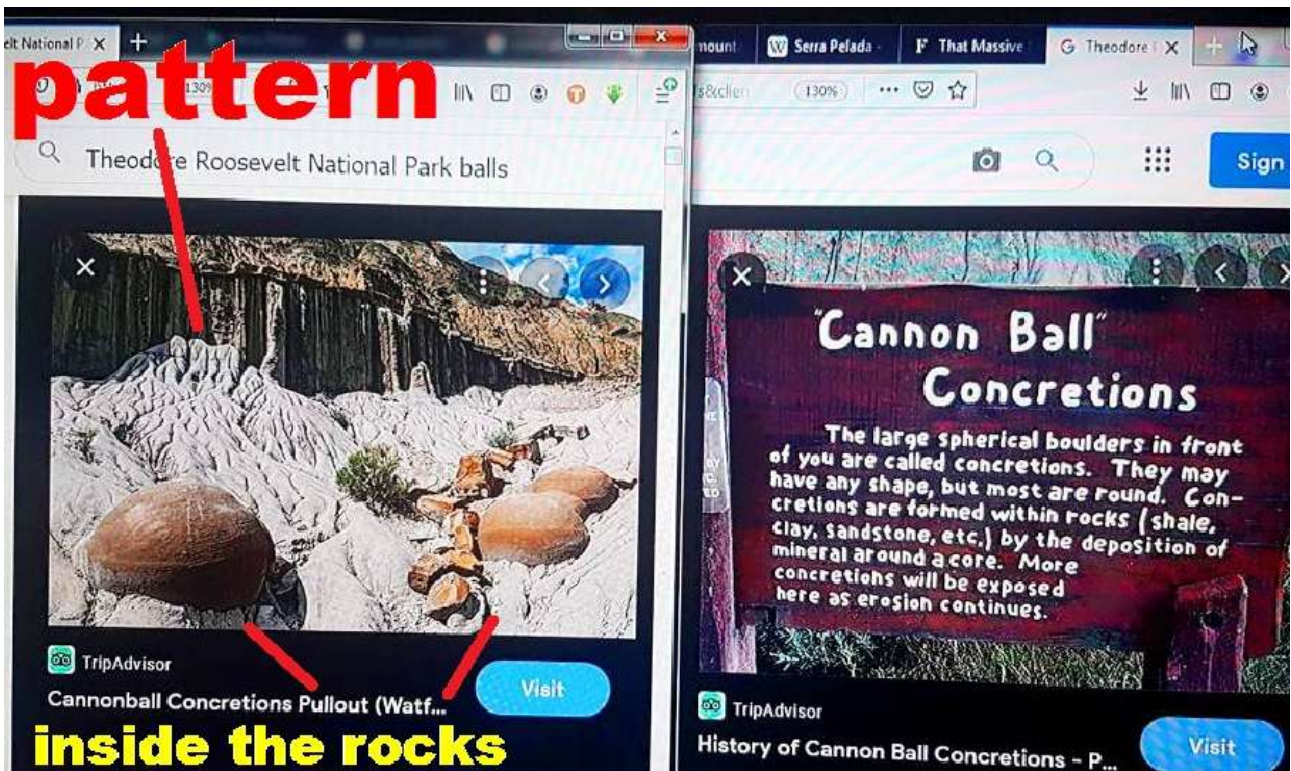 elt National P
pattern
130%
Theodore Roosevelt National Park balls
TripAdvisor
Cannonball Concretions Pullout (Watf...
Visit
inside the rocks
Serra Pelada -
That Massive
Theodore
130%
Sign
"Cannon Ball"
Concretions
The large spherical boulders in front
of you are called concretions. They may
have any shape, but most are round. Con-
cretions are formed within rocks (shale,
clay, sandstone, etc.) by the deposition of
mineral around a core. More
concretions will be exposed
here as erosion continues.
TripAdvisor
History of Cannon Ball Concretions - P...
Visit